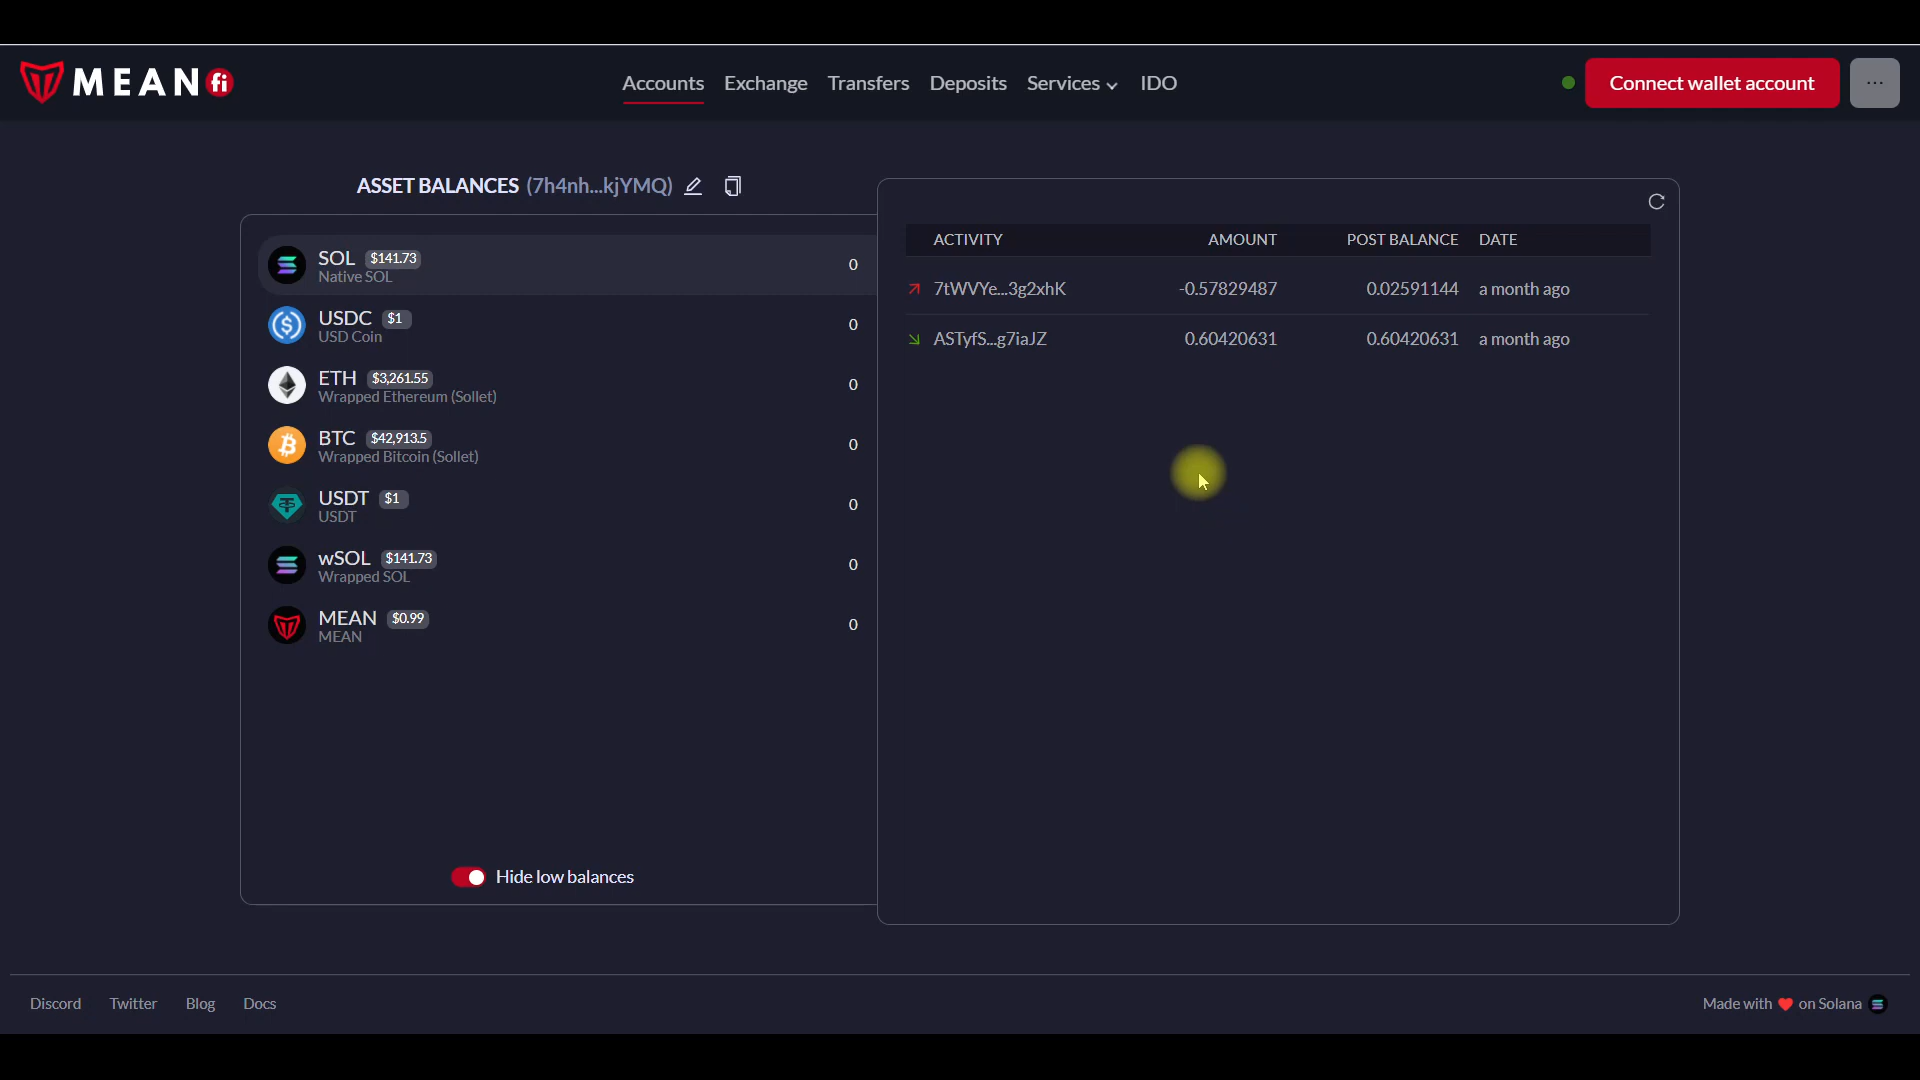 MEAN fi
Accounts Exchange Transfers Deposits Services IDO
Connect wallet account ...
ASSET BALANCES (7h4nh...kjYMQ)
SOL $141.73
Native SOL
0
USDC $1
USD Coin
0
ETH $3,261.55
Wrapped Ethereum (Sollet)
0
BTC $42,913.5
Wrapped Bitcoin (Sollet)
0
USDT $1
USDT
0
wSOL $141.73
Wrapped SOL
0
MEAN $0.99
MEAN
0
Hide low balances
ACTIVITY AMOUNT POST BALANCE DATE
7tWVYe...3g2xhK -0.57829487 0.02591144 a month ago
ASTyfS...g7iaJZ 0.60420631 0.60420631 a month ago
Discord Twitter Blog Docs
Made with ❤ on Solana